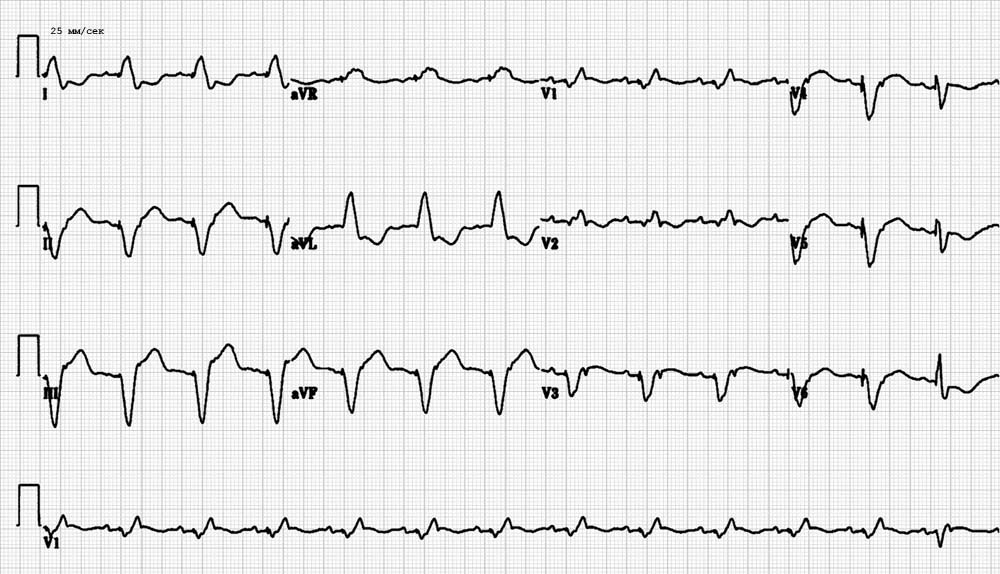 25 мм/сек
I aVR V1 V4
II aVL V2 V5
III aVF V3 V6
V1